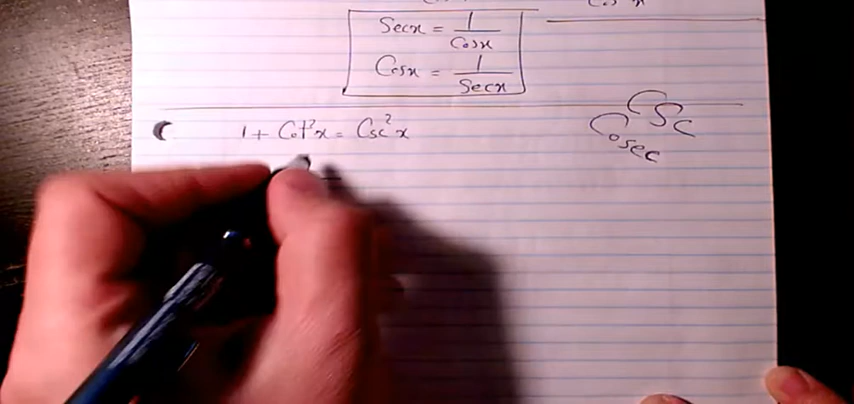 Secx = 1/Cosx
Cosx = 1/Secx
1 + Cot²x = Csc²x
Csc
Cosec